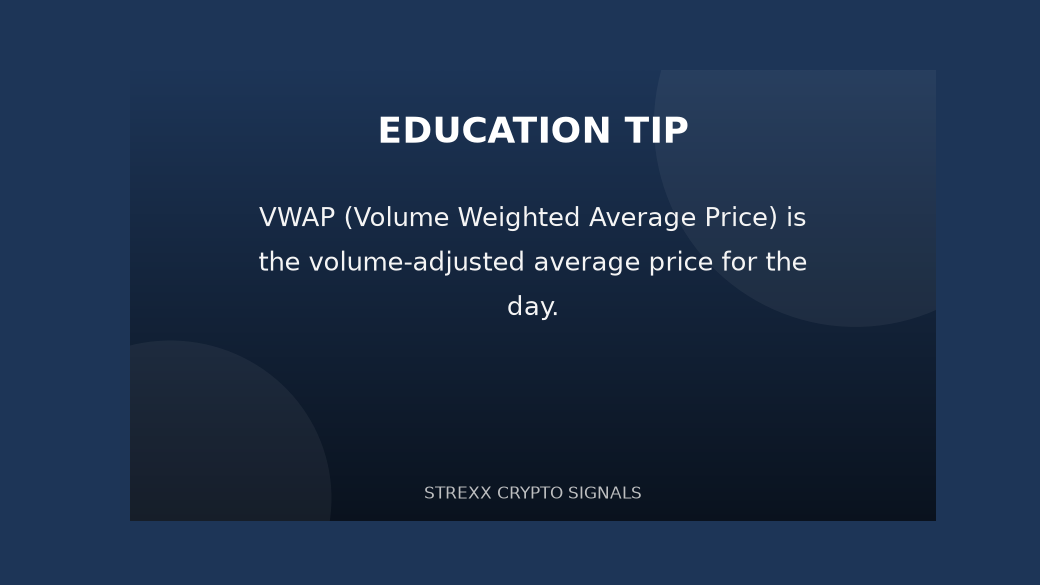 EDUCATION TIP
VWAP (Volume Weighted Average Price) is
the volume-adjusted average price for the
day.
STREXX CRYPTO SIGNALS